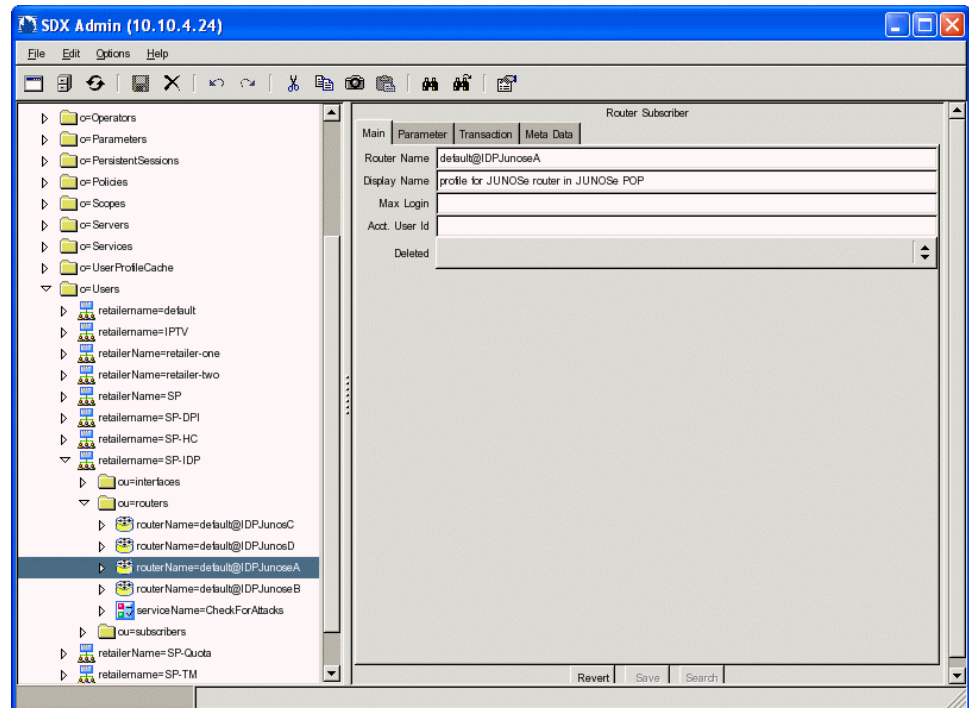 SDX Admin (10.10.4.24)
File Edit Options Help
o=Operators
o=Parameters
o=PersistentSessions
o=Policies
o=Scopes
o=Servers
o=Services
o=UserProfileCache
o=Users
retailername=default
retailername=IPTV
retailerName=retailer-one
retailerName=retailer-two
retailerName=SP
retailername=SP-DPI
retailername=SP-HC
retailername=SP-IDP
ou=interfaces
ou=routers
routerName=default@IDPJunosC
routerName=default@IDPJunosD
routerName=default@IDPJunoseA
routerName=default@IDPJunoseB
serviceName=CheckForAttacks
ou=subscribers
retailerName=SP-Quota
retailername=SP-TM
Router Subscriber
Main Parameter Transaction Meta Data
Router Name default@IDPJunoseA
Display Name profile for JUNOSe router in JUNOSe POP
Max Login
Acct. User Id
Deleted
Revert Save Search